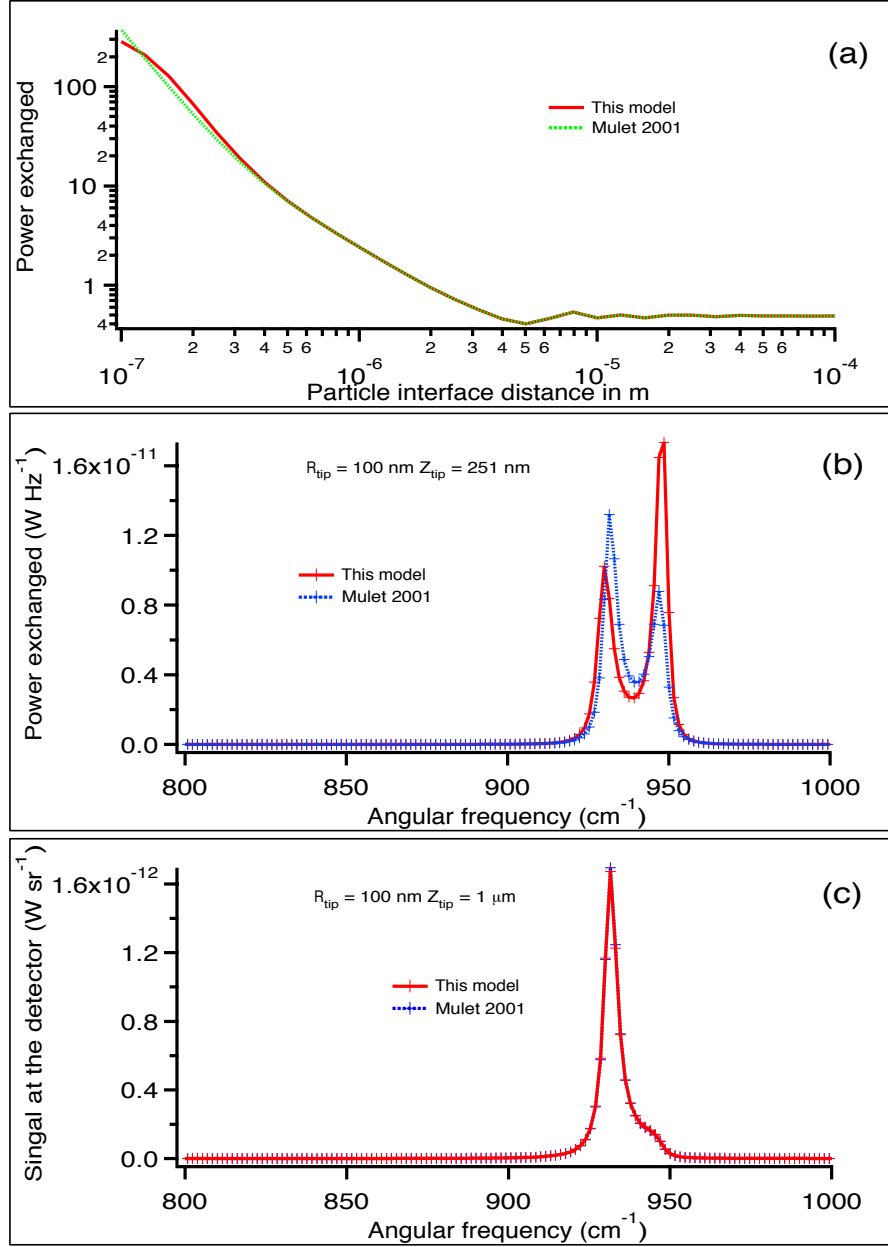 (a)
Power exchanged
2
100
4
2
10
4
2
1
4
This model
Mulet 2001
2 3 4 5 6 2 3 4 5 6 2 3 4 5 6
10-7 10-6 10-5 10-4
Particle interface distance in m
(b)
Power exchanged (W Hz-1)
1.6x10-11
1.2
0.8
0.4
0.0
Rtip = 100 nm Ztip = 251 nm
This model
Mulet 2001
800 850 900 950 1000
Angular frequency (cm-1)
(c)
Singal at the detector (W sr-1)
1.6x10-12
1.2
0.8
0.4
0.0
Rtip = 100 nm Ztip = 1 μm
This model
Mulet 2001
800 850 900 950 1000
Angular frequency (cm-1)